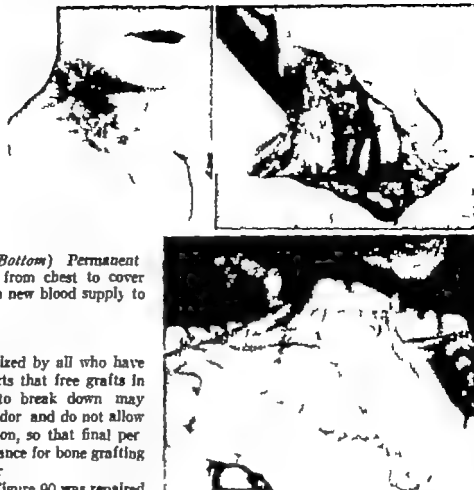 Bottom) Permanent
from chest to cover
new blood supply to
ized by all who have
ts that free grafts in
to break down may
dor and do not allow
on, so that final per
ance for bone grafting
Figure 90 was repaired